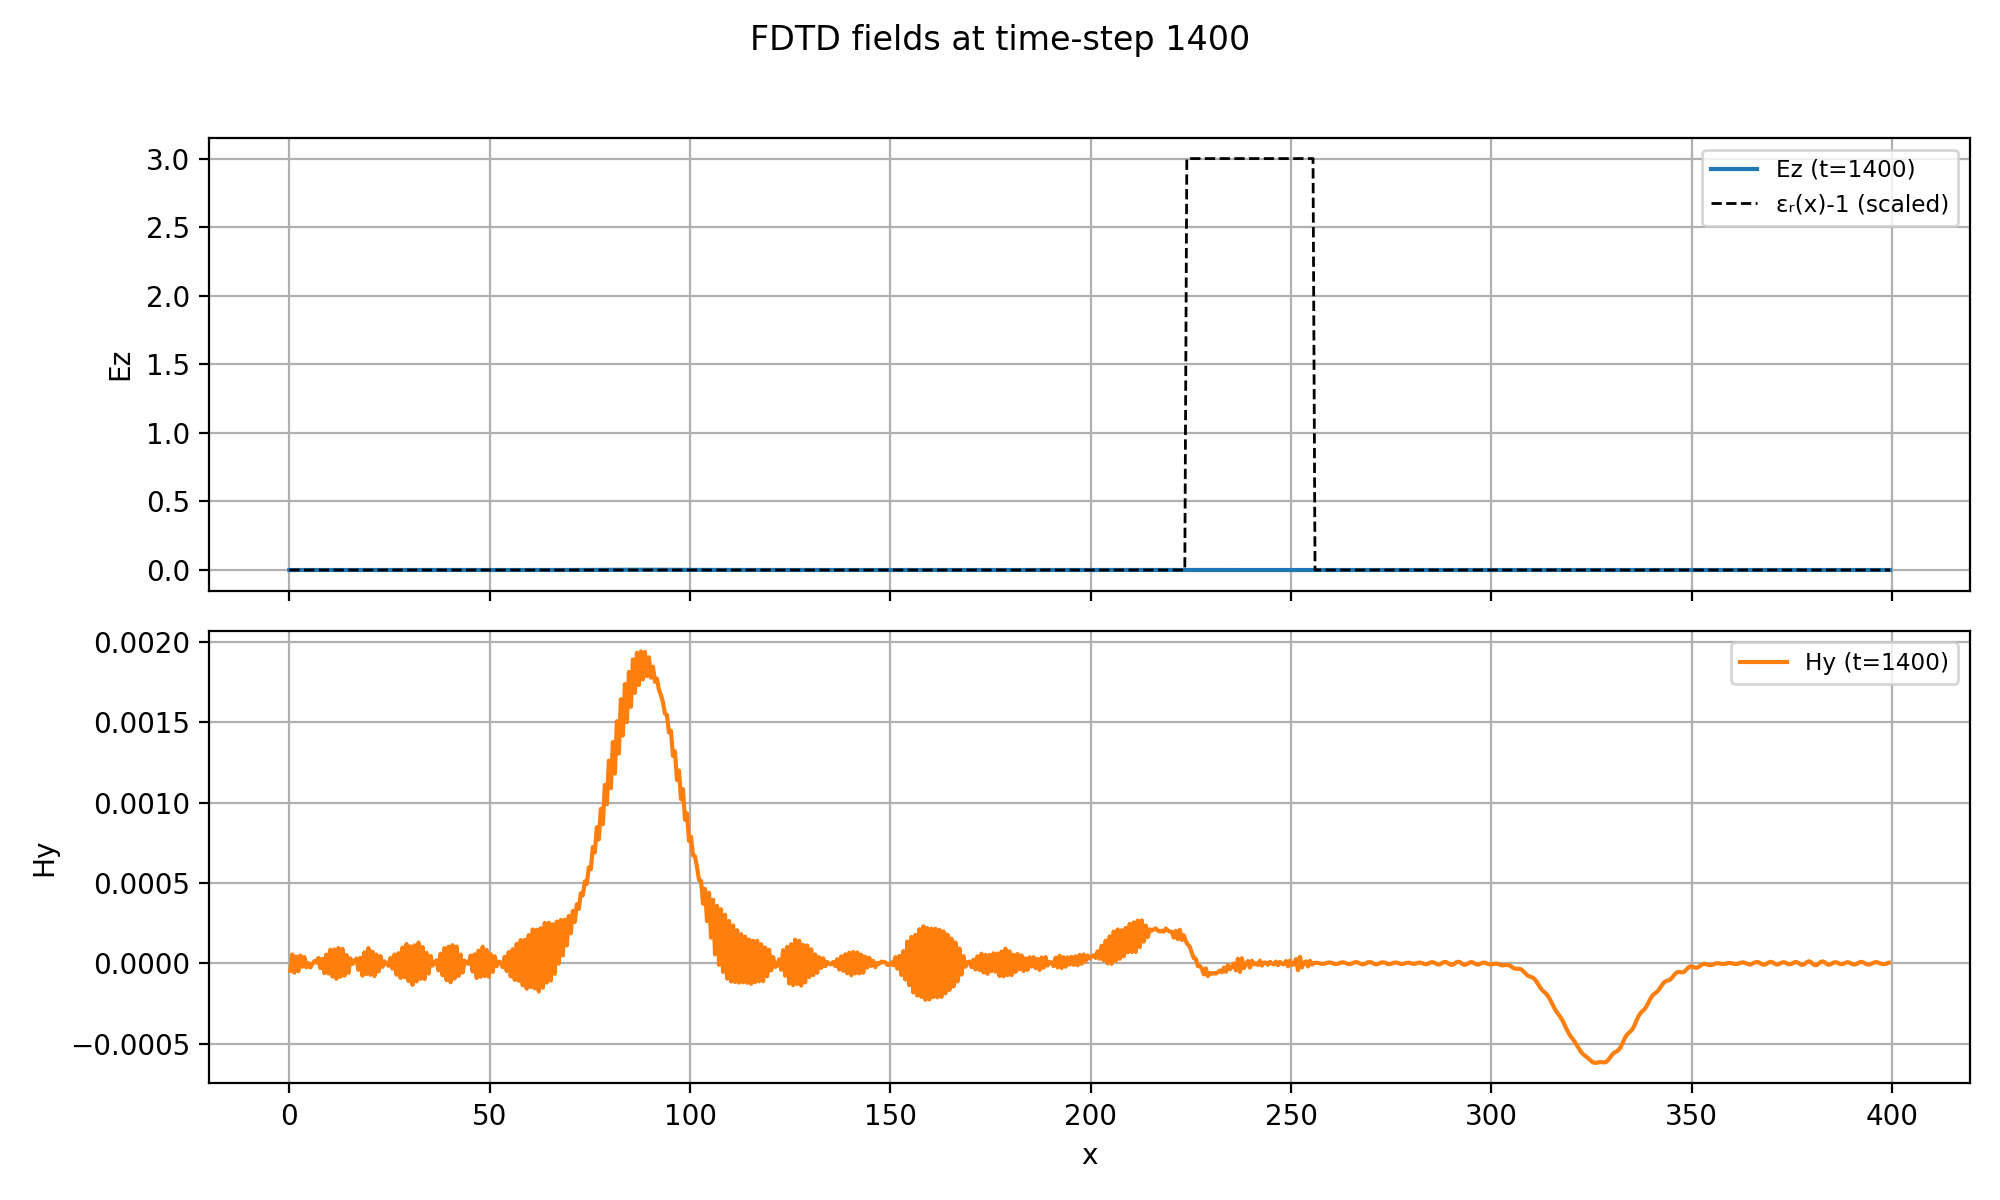 FDTD fields at time-step 1400
3.0
2.5
2.0
1.5
1.0
0.5
0.0
Ez
Ez (t=1400)
εᵣ(x)-1 (scaled)
0.0020
0.0015
0.0010
0.0005
0.0000
−0.0005
Hy
Hy (t=1400)
0 50 100 150 200 250 300 350 400
x